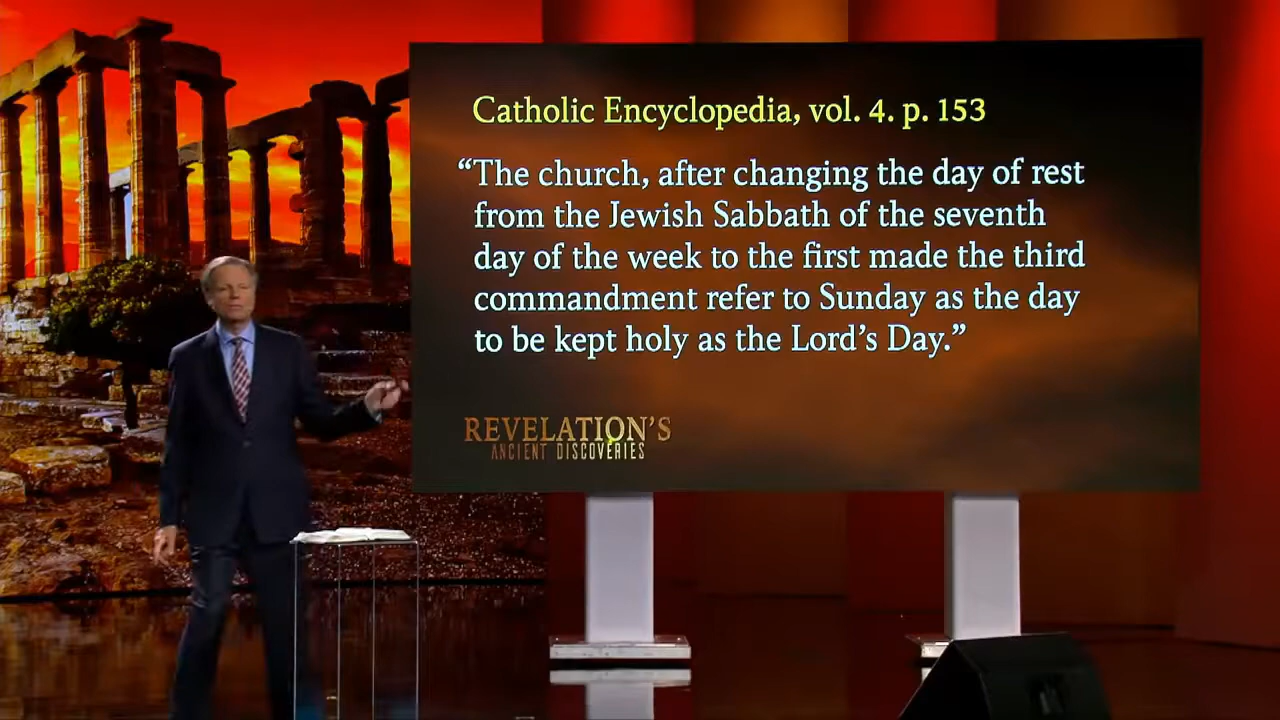 Catholic Encyclopedia, vol. 4. p. 153
“The church, after changing the day of rest
from the Jewish Sabbath of the seventh
day of the week to the first made the third
commandment refer to Sunday as the day
to be kept holy as the Lord’s Day.”
REVELATION’S
ANCIENT DISCOVERIES